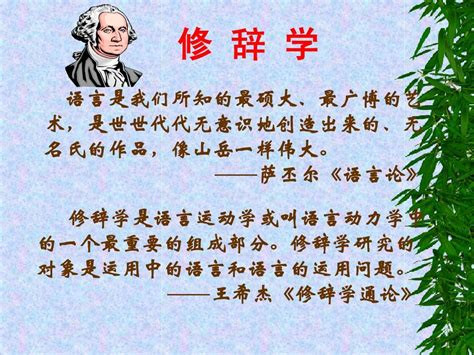 修辞学
语言是我们所知的最硕大、最广博的艺
术，是世世代代无意识地创造出来的、无
名氏的作品，像山岳一样伟大。
——萨丕尔《语言论》
修辞学是语言运动学或叫语言动力学中
的一个最重要的组成部分。修辞学研究的
对象是运用中的语言和语言的运用问题。
——王希杰《修辞学通论》